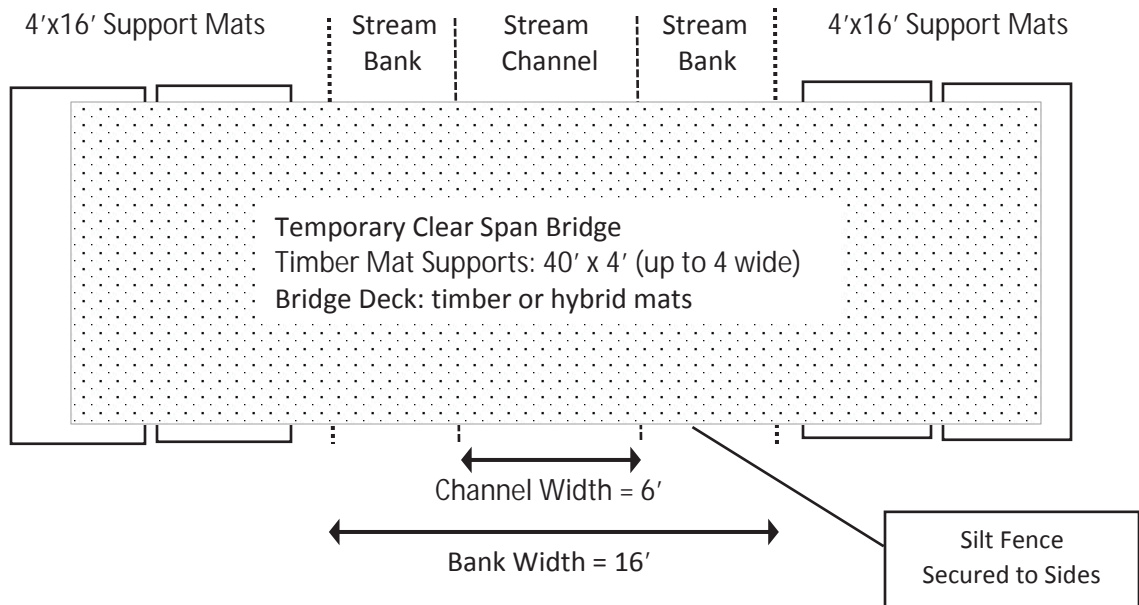 4'x16' Support Mats
Stream
Bank
Stream
Channel
Stream
Bank
4'x16' Support Mats
Temporary Clear Span Bridge
Timber Mat Supports: 40' x 4' (up to 4 wide)
Bridge Deck: timber or hybrid mats
Channel Width = 6'
Bank Width = 16'
Silt Fence
Secured to Sides